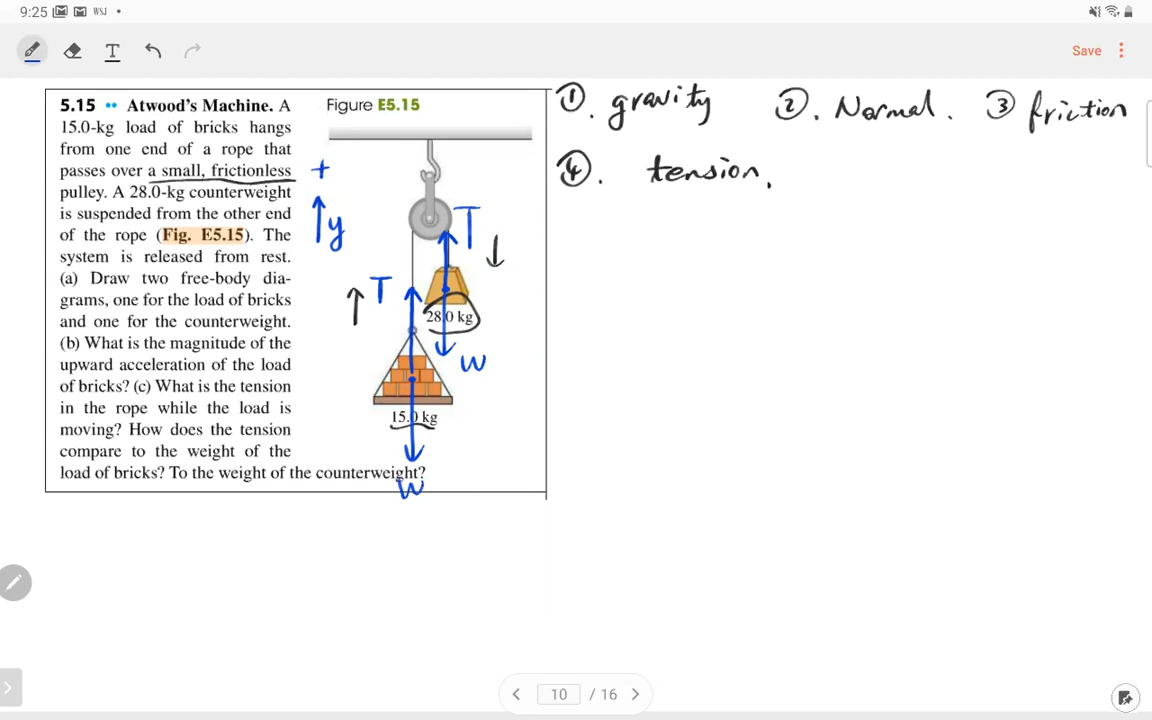 9:25 WSJ
Save
5.15 •• Atwood's Machine. A
15.0-kg load of bricks hangs
from one end of a rope that
passes over a small, frictionless
pulley. A 28.0-kg counterweight
is suspended from the other end
of the rope (Fig. E5.15). The
system is released from rest.
(a) Draw two free-body dia-
grams, one for the load of bricks
and one for the counterweight.
(b) What is the magnitude of the
upward acceleration of the load
of bricks? (c) What is the tension
in the rope while the load is
moving? How does the tension
compare to the weight of the
load of bricks? To the weight of the counterweight?
Figure E5.15
+
y
T
T
28.0 kg
W
15.0 kg
W
①. gravity ②. Normal. ③ friction
④. tension.
10 / 16